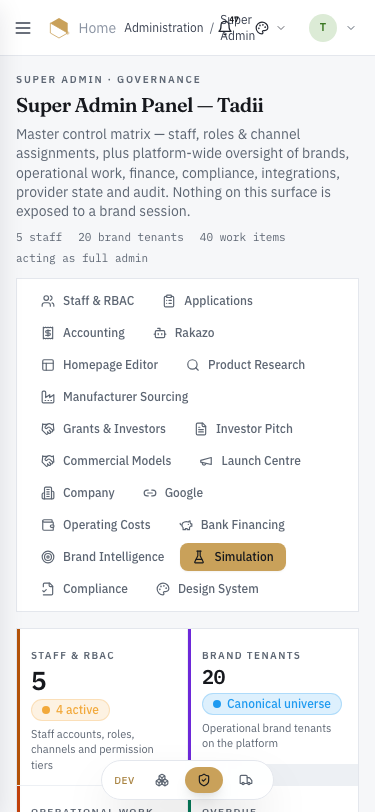 Home Administration / Super Admin
T
SUPER ADMIN · GOVERNANCE
Super Admin Panel — Tadii
Master control matrix — staff, roles & channel
assignments, plus platform-wide oversight of brands,
operational work, finance, compliance, integrations,
provider state and audit. Nothing on this surface is
exposed to a brand session.
5 staff 20 brand tenants 40 work items
acting as full admin
Staff & RBAC Applications
Accounting Rakazo
Homepage Editor Product Research
Manufacturer Sourcing
Grants & Investors Investor Pitch
Commercial Models Launch Centre
Company Google
Operating Costs Bank Financing
Brand Intelligence Simulation
Compliance Design System
STAFF & RBAC
5
4 active
Staff accounts, roles,
channels and permission
tiers
BRAND TENANTS
20
Canonical universe
Operational brand tenants
on the platform
DEV